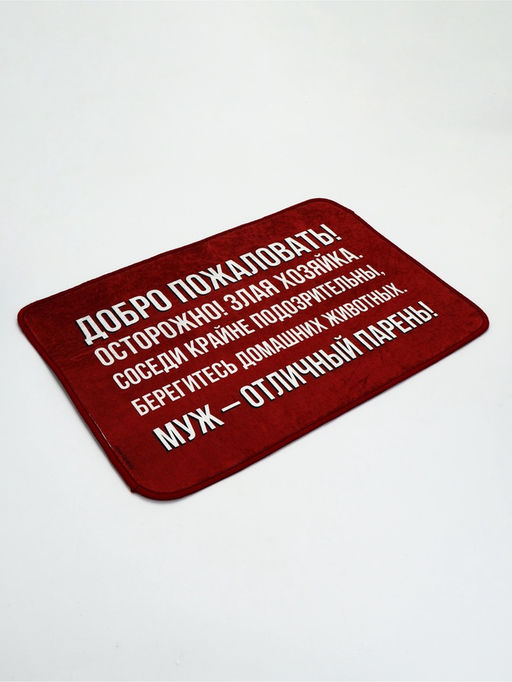 ДОБРО ПОЖАЛОВАТЬ!
ОСТОРОЖНО! ЗЛАЯ ХОЗЯЙКА.
СОСЕДИ КРАЙНЕ ПОДОЗРИТЕЛЬНЫ,
БЕРЕГИТЕСЬ ДОМАШНИХ ЖИВОТНЫХ.
МУЖ – ОТЛИЧНЫЙ ПАРЕНЬ!